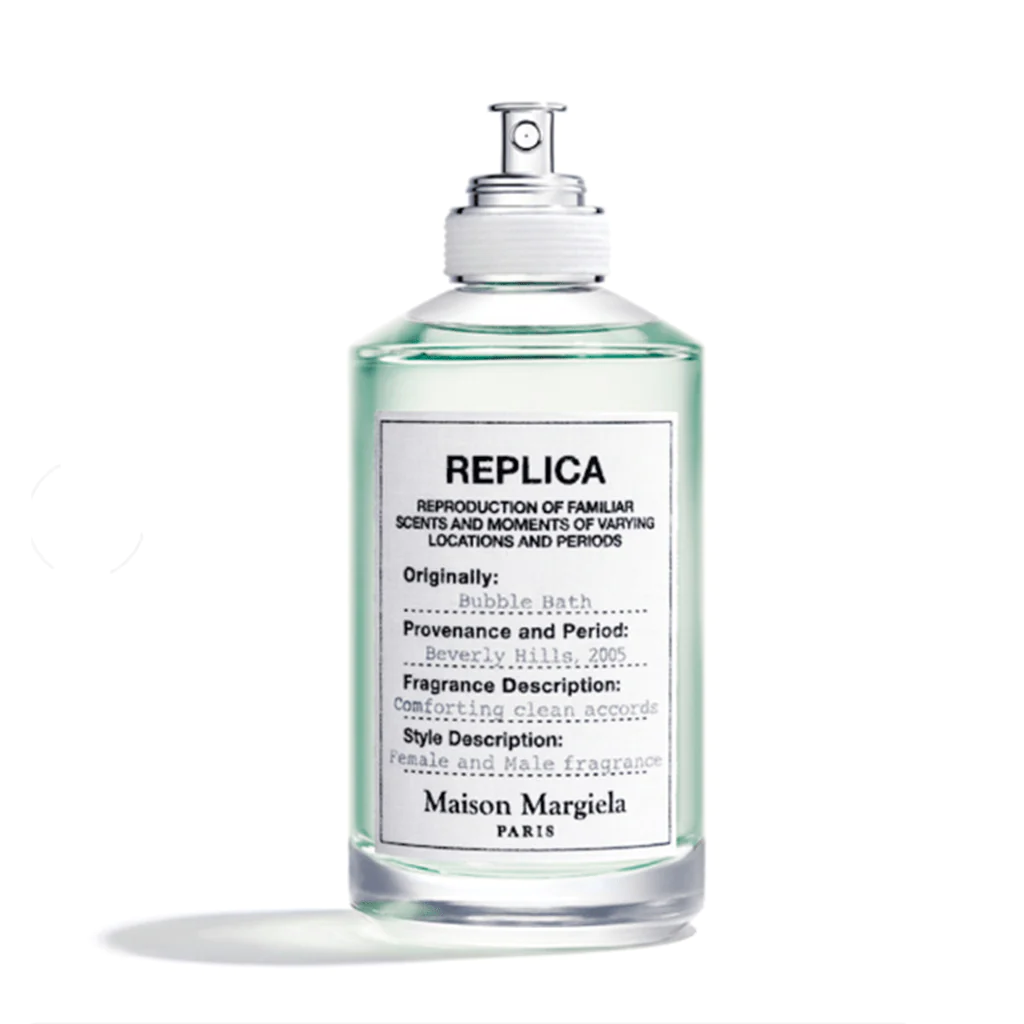 REPLICA
REPRODUCTION OF FAMILIAR
SCENTS AND MOMENTS OF VARYING
LOCATIONS AND PERIODS
Originally:
Bubble Bath
Provenance and Period:
Beverly Hills, 2005
Fragrance Description:
Comforting clean accords
Style Description:
Female and Male fragrance
Maison Margiela
PARIS